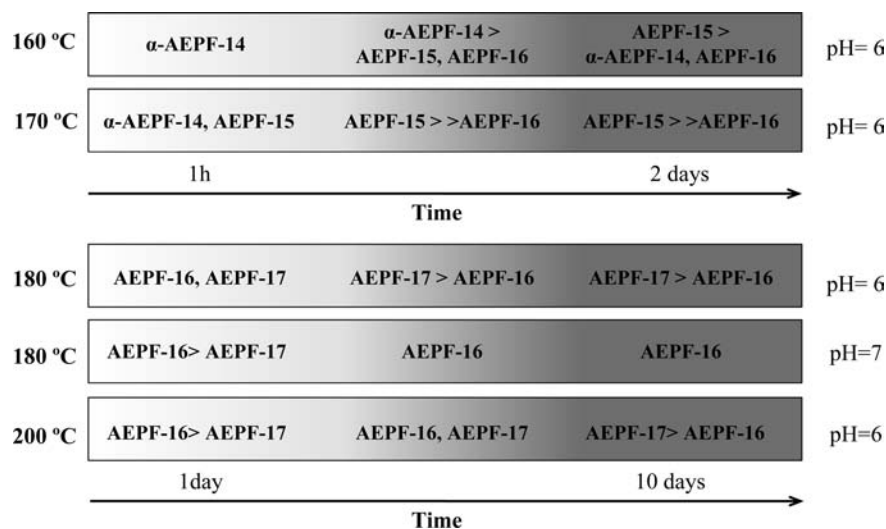 160 ºC
α-AEPF-14
α-AEPF-14 >
AEPF-15, AEPF-16
AEPF-15 >
α-AEPF-14, AEPF-16
pH= 6
170 ºC
α-AEPF-14, AEPF-15
AEPF-15 > >AEPF-16
AEPF-15 > >AEPF-16
pH= 6
1h
2 days
Time
180 ºC
AEPF-16, AEPF-17
AEPF-17 > AEPF-16
AEPF-17 > AEPF-16
pH= 6
180 ºC
AEPF-16> AEPF-17
AEPF-16
AEPF-16
pH=7
200 ºC
AEPF-16> AEPF-17
AEPF-16, AEPF-17
AEPF-17> AEPF-16
pH=6
1day
10 days
Time